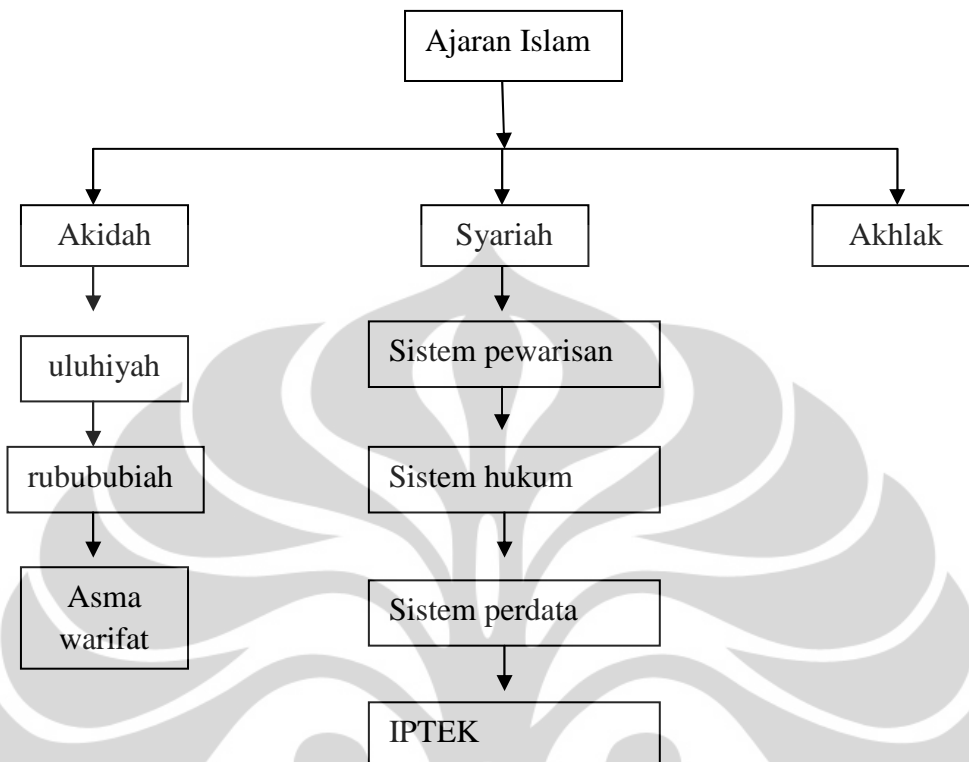 Ajaran Islam
Akidah
Syariah
Akhlak
uluhiyah
Sistem pewarisan
rubububiah
Sistem hukum
Asma
warifat
Sistem perdata
IPTEK